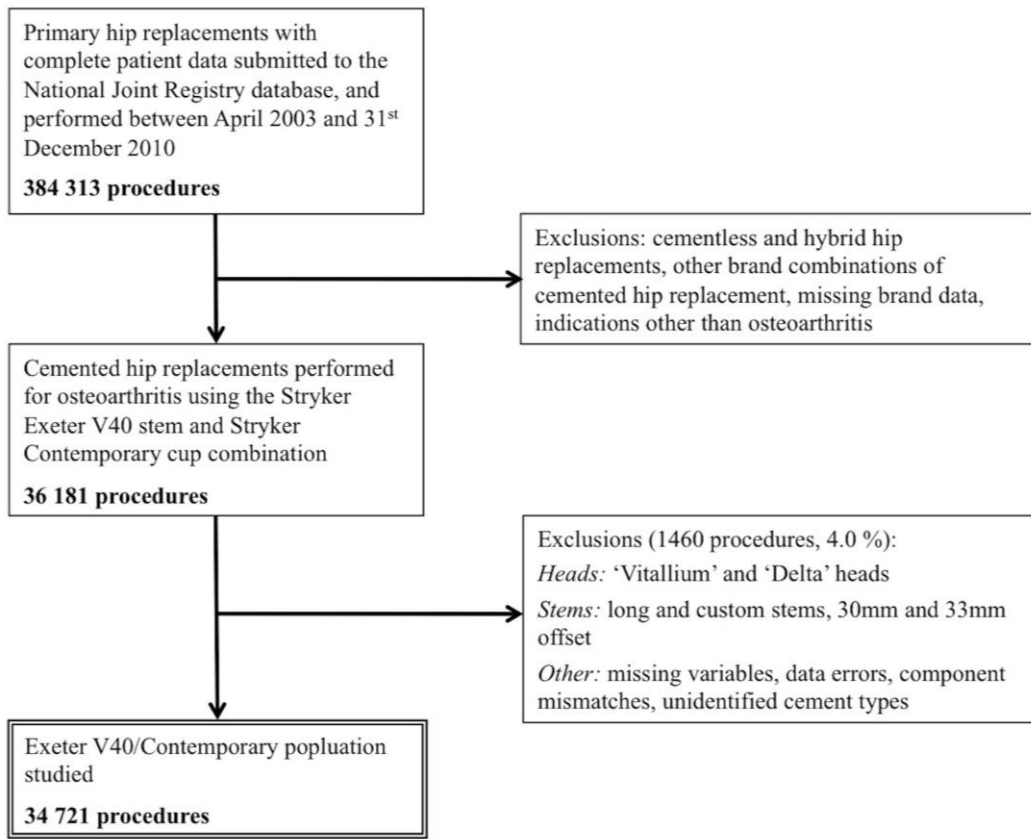 Primary hip replacements with
complete patient data submitted to the
National Joint Registry database, and
performed between April 2003 and 31st
December 2010
384 313 procedures
Exclusions: cementless and hybrid hip
replacements, other brand combinations of
cemented hip replacement, missing brand data,
indications other than osteoarthritis
Cemented hip replacements performed
for osteoarthritis using the Stryker
Exeter V40 stem and Stryker
Contemporary cup combination
36 181 procedures
Exclusions (1460 procedures, 4.0 %):
Heads: ‘Vitallium’ and ‘Delta’ heads
Stems: long and custom stems, 30mm and 33mm
offset
Other: missing variables, data errors, component
mismatches, unidentified cement types
Exeter V40/Contemporary popluation
studied
34 721 procedures